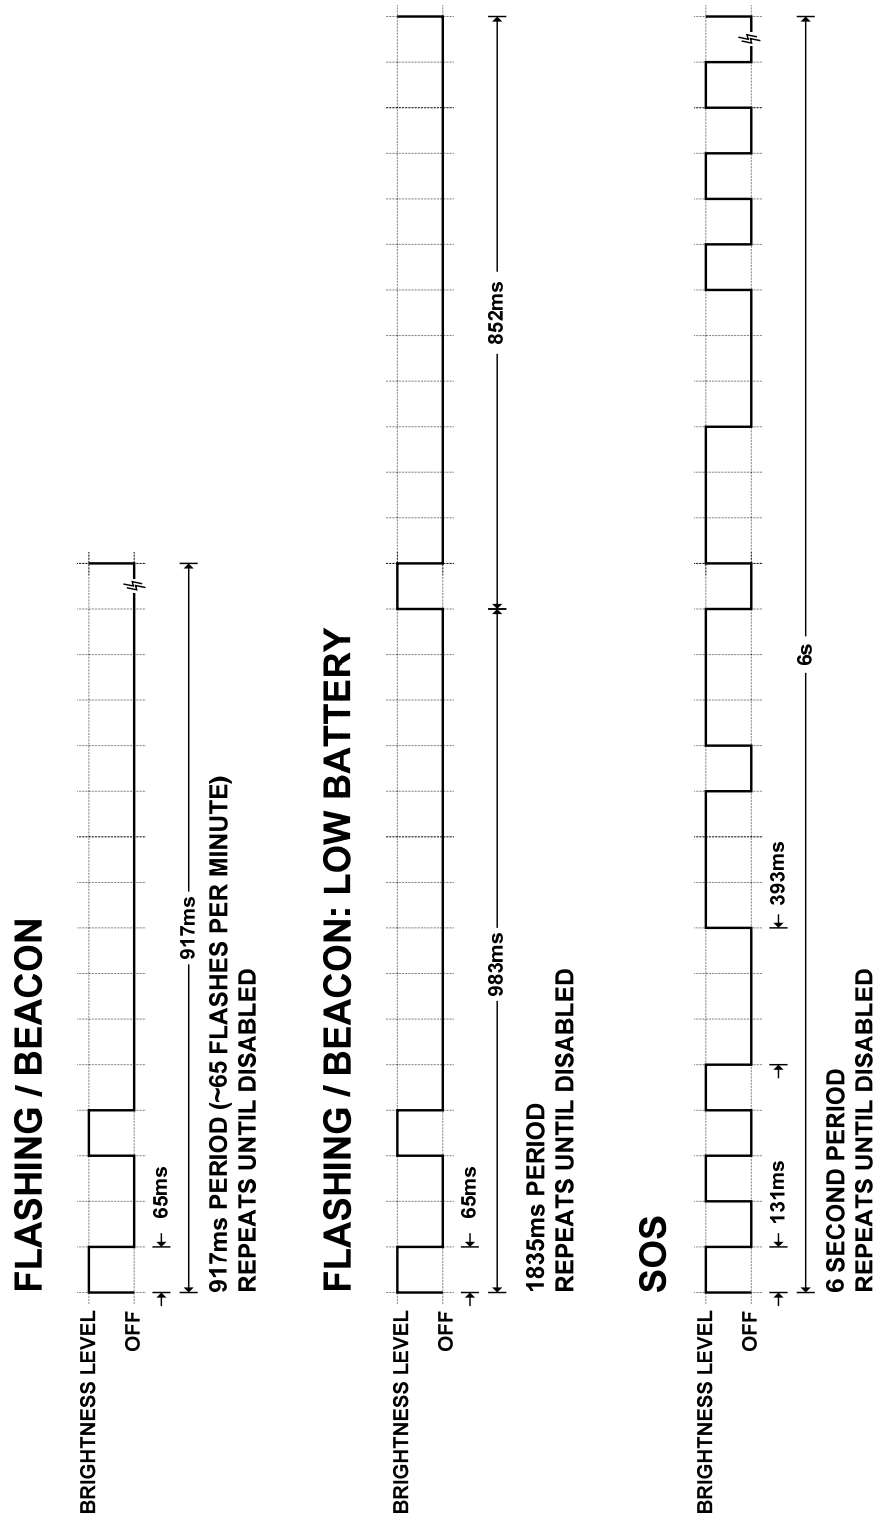 FLASHING / BEACON
BRIGHTNESS LEVEL
OFF
65ms
917ms
917ms PERIOD (~65 FLASHES PER MINUTE)
REPEATS UNTIL DISABLED
FLASHING / BEACON: LOW BATTERY
BRIGHTNESS LEVEL
OFF
65ms
983ms
852ms
1835ms PERIOD
REPEATS UNTIL DISABLED
SOS
BRIGHTNESS LEVEL
OFF
131ms
393ms
6s
6 SECOND PERIOD
REPEATS UNTIL DISABLED